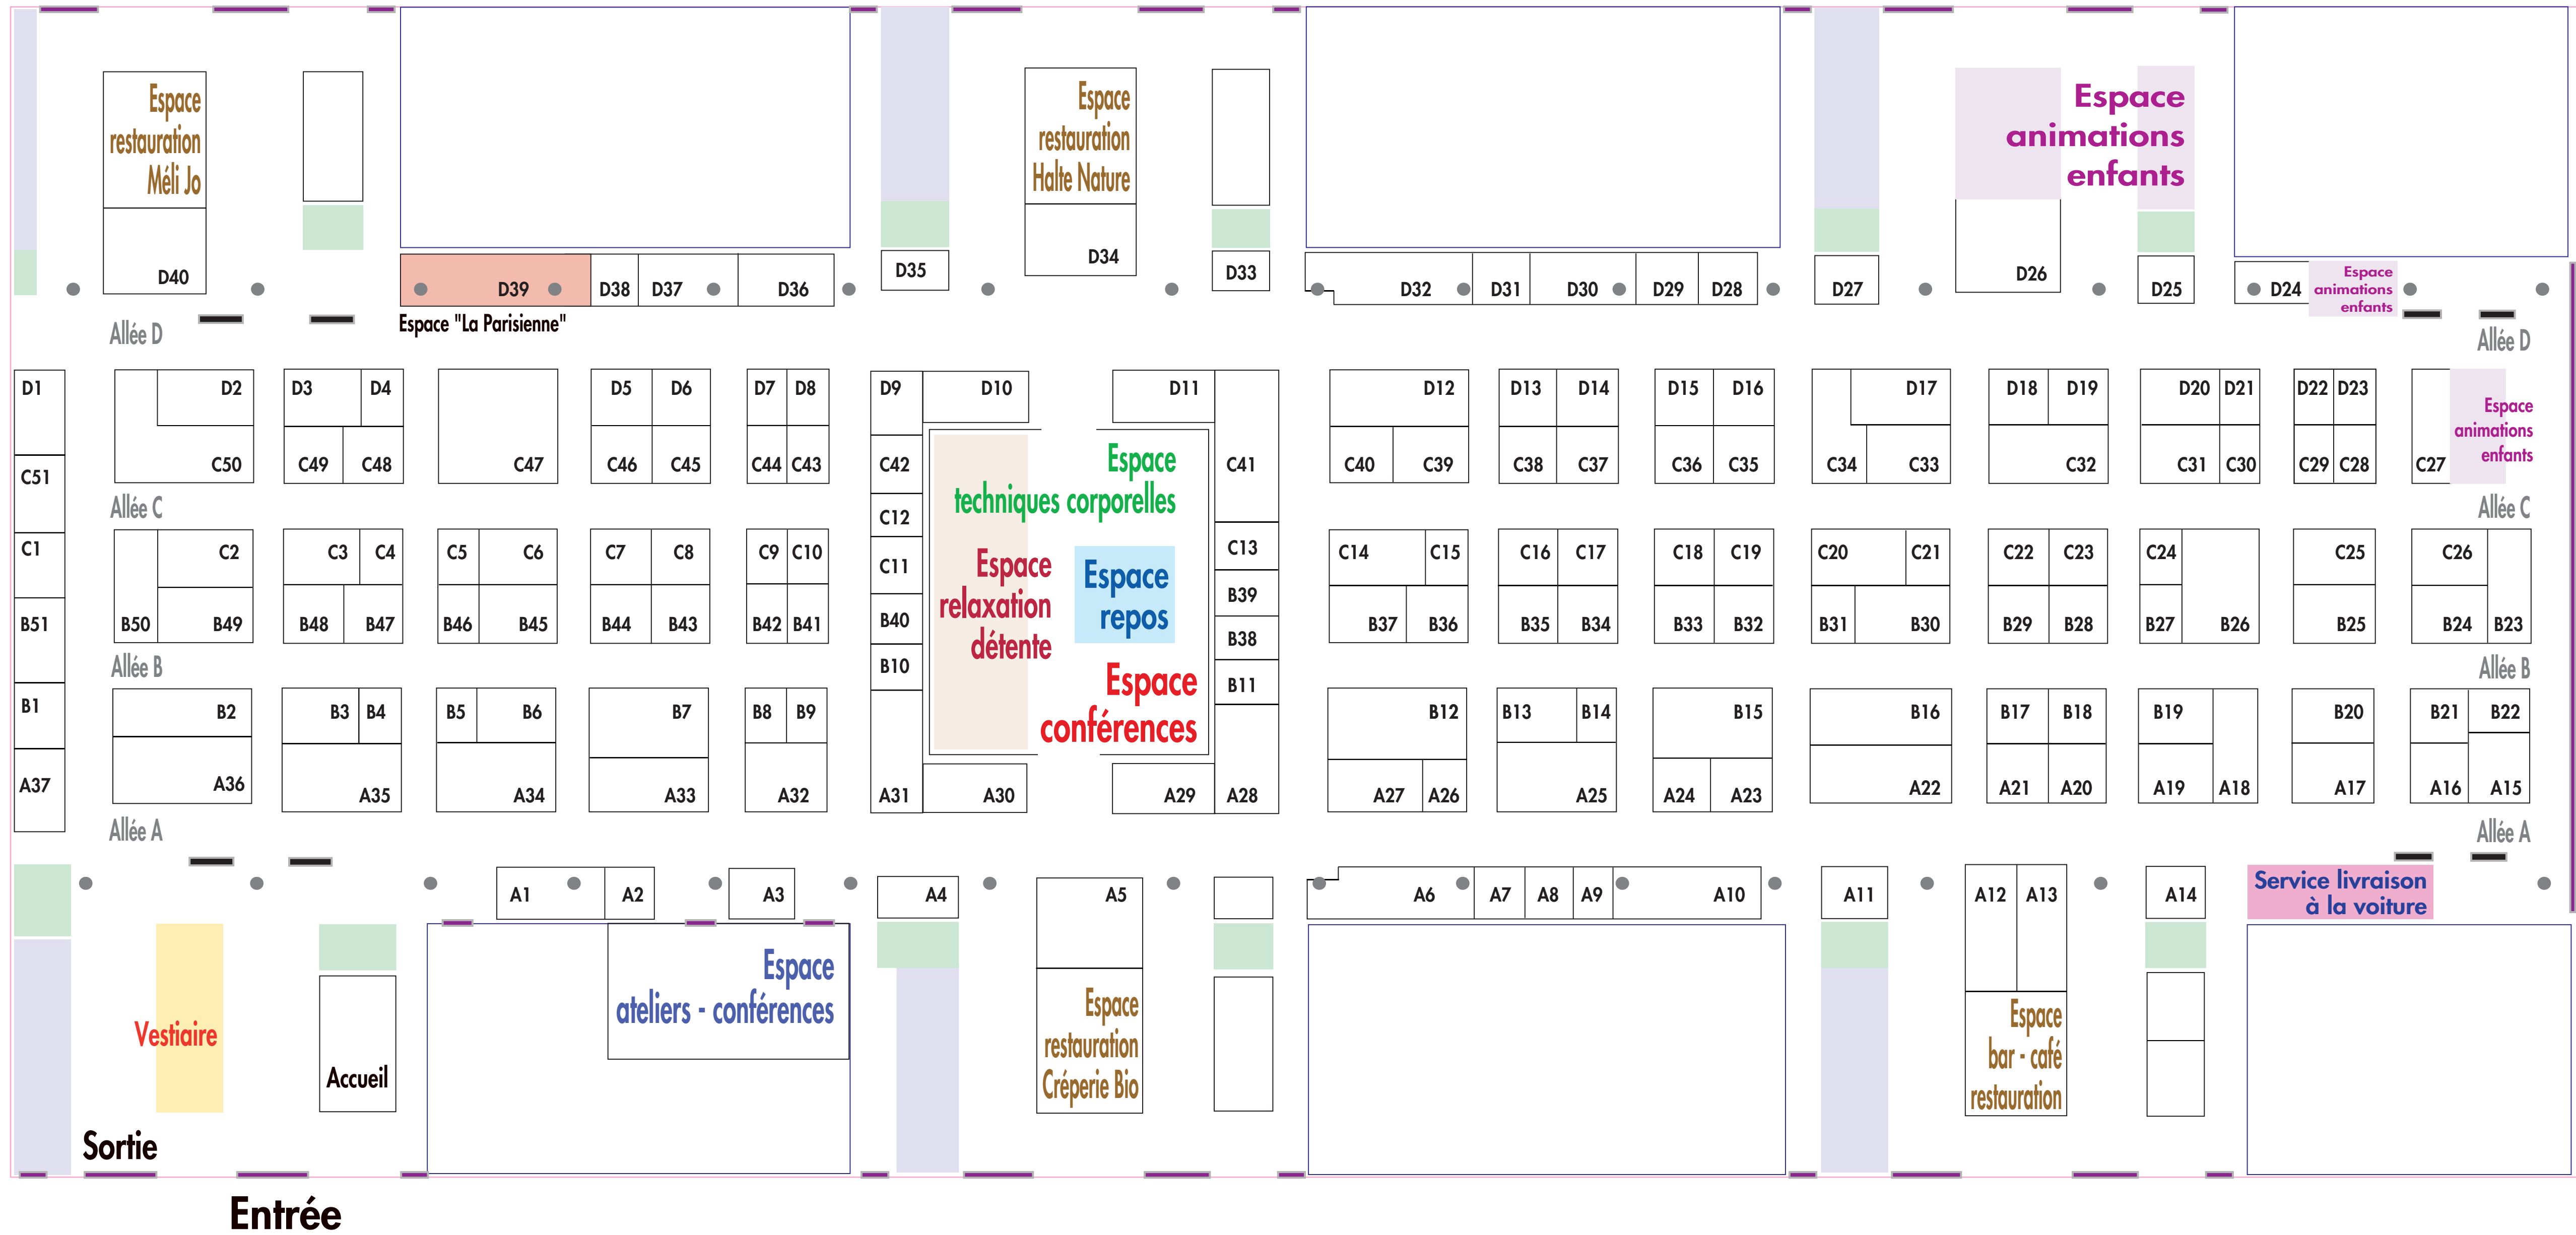 Espace
restauration
Méli Jo
D40
Espace
restauration
Halte Nature
D34
Espace
animations
enfants
D39
D38
D37
D36
D35
D33
D32
D31
D30
D29
D28
D27
D26
D25
D24
Espace
animations
enfants
Espace "La Parisienne"
Allée D
Allée D
D1
D2
D3
D4
D5
D6
D7
D8
D9
D10
D11
D12
D13
D14
D15
D16
D17
D18
D19
D20
D21
D22
D23
Espace
animations
enfants
C51
C50
C49
C48
C47
C46
C45
C44
C43
C42
C41
C40
C39
C38
C37
C36
C35
C34
C33
C32
C31
C30
C29
C28
C27
Espace
techniques corporelles
Allée C
Allée C
C12
C1
C2
C3
C4
C5
C6
C7
C8
C9
C10
C11
C13
C14
C15
C16
C17
C18
C19
C20
C21
C22
C23
C24
C25
C26
Espace
relaxation
détente
Espace
repos
B51
B50
B49
B48
B47
B46
B45
B44
B43
B42
B41
B40
B39
B38
B37
B36
B35
B34
B33
B32
B31
B30
B29
B28
B27
B26
B25
B24
B23
Allée B
Allée B
B10
B11
Espace
conférences
B1
B2
B3
B4
B5
B6
B7
B8
B9
B12
B13
B14
B15
B16
B17
B18
B19
B20
B21
B22
A37
A36
A35
A34
A33
A32
A31
A30
A29
A28
A27
A26
A25
A24
A23
A22
A21
A20
A19
A18
A17
A16
A15
Allée A
Allée A
A1
A2
A3
A4
A5
A6
A7
A8
A9
A10
A11
A12
A13
A14
Service livraison
à la voiture
Espace
ateliers - conférences
Espace
restauration
Créperie Bio
Espace
bar - café
restauration
Vestiaire
Accueil
Sortie
Entrée